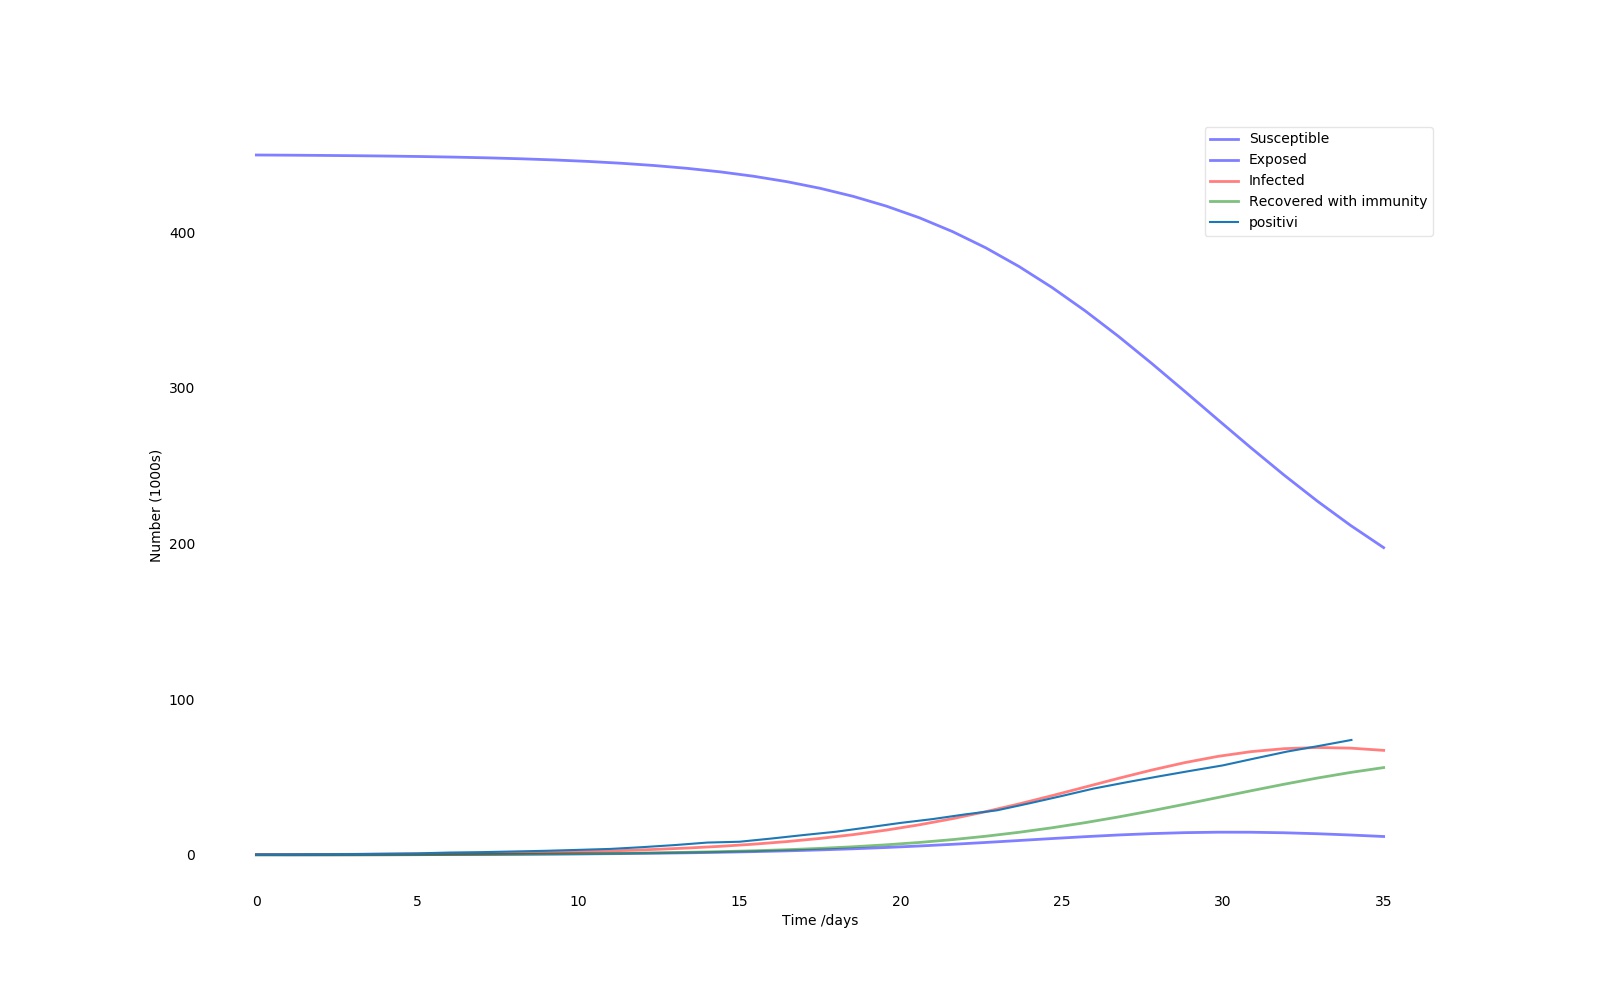 Susceptible
Exposed
Infected
Recovered with immunity
positivi
400
300
200
100
0
Number (1000s)
0 5 10 15 20 25 30 35
Time /days